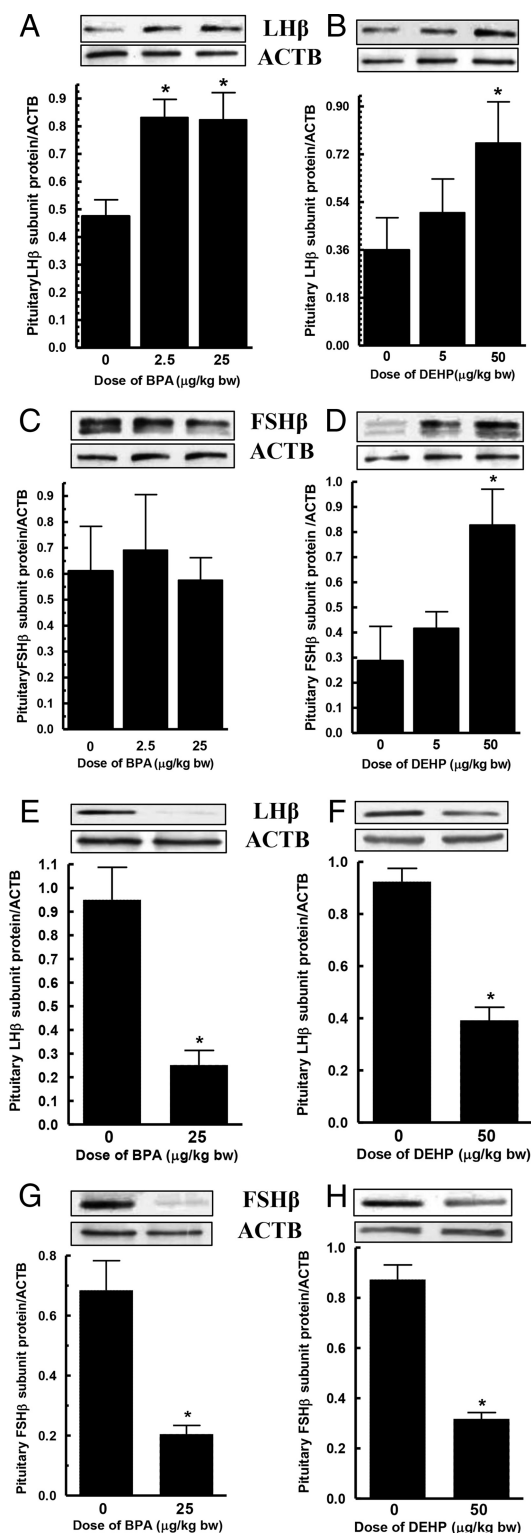 A
LHβ
ACTB
B
0.9
0.8
0.7
0.6
0.5
0.4
0.3
0.2
0.1
0.0
* *
PituitaryLHβ subunit protein/ACTB
0 2.5 25
Dose of BPA (μg/kg bw)
0.90
0.72
0.54
0.36
0.18
0.00
*
Pituitary LHβ subunit protein/ACTB
0 5 50
Dose of DEHP(μg/kg bw)
C
FSHβ
ACTB
D
0.9
0.8
0.7
0.6
0.5
0.4
0.3
0.2
0.1
0.0
PituitaryFSHβ subunit protein/ACTB
0 2.5 25
Dose of BPA (μg/kg bw)
1.0
0.9
0.8
0.7
0.6
0.5
0.4
0.3
0.2
0.1
0.0
*
Pituitary FSHβ subunit protein /ACTB
0 5 50
Dose of DEHP (μg/kg bw)
E
LHβ
ACTB
F
1.1
1.0
0.9
0.8
0.7
0.6
0.5
0.4
0.3
0.2
0.1
0.0
*
Pituitary LHβ subunit protein/ACTB
0 25
Dose of BPA (μg/kg bw)
1.0
0.8
0.6
0.4
0.2
0.0
*
Pituitary LHβ subunit protein/ACTB
0 50
Dose of DEHP (μg/kg bw)
G
FSHβ
ACTB
H
0.8
0.6
0.4
0.2
0.0
*
Pituitary FSHβ subunit protein/ACTB
0 25
Dose of BPA (μg/kg bw)
1.0
0.8
0.6
0.4
0.2
0.0
*
Pituitary FSHβ subunit protein/ACTB
0 50
Dose of DEHP (μg/kg bw)